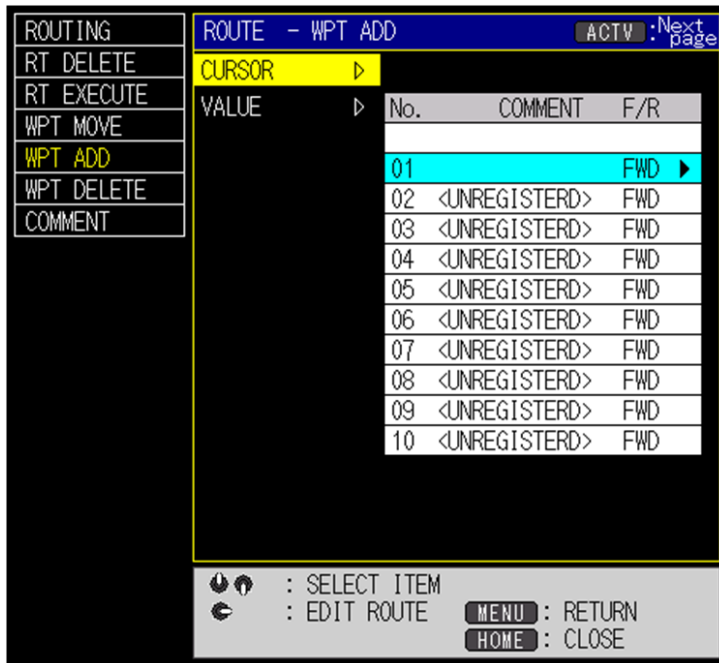 ROUTING
RT DELETE
RT EXECUTE
WPT MOVE
WPT ADD
WPT DELETE
COMMENT
ROUTE - WPT ADD ACTV :Next page
CURSOR
VALUE
No. COMMENT F/R
01 FWD
02 <UNREGISTERD> FWD
03 <UNREGISTERD> FWD
04 <UNREGISTERD> FWD
05 <UNREGISTERD> FWD
06 <UNREGISTERD> FWD
07 <UNREGISTERD> FWD
08 <UNREGISTERD> FWD
09 <UNREGISTERD> FWD
10 <UNREGISTERD> FWD
: SELECT ITEM
: EDIT ROUTE MENU : RETURN
HOME : CLOSE